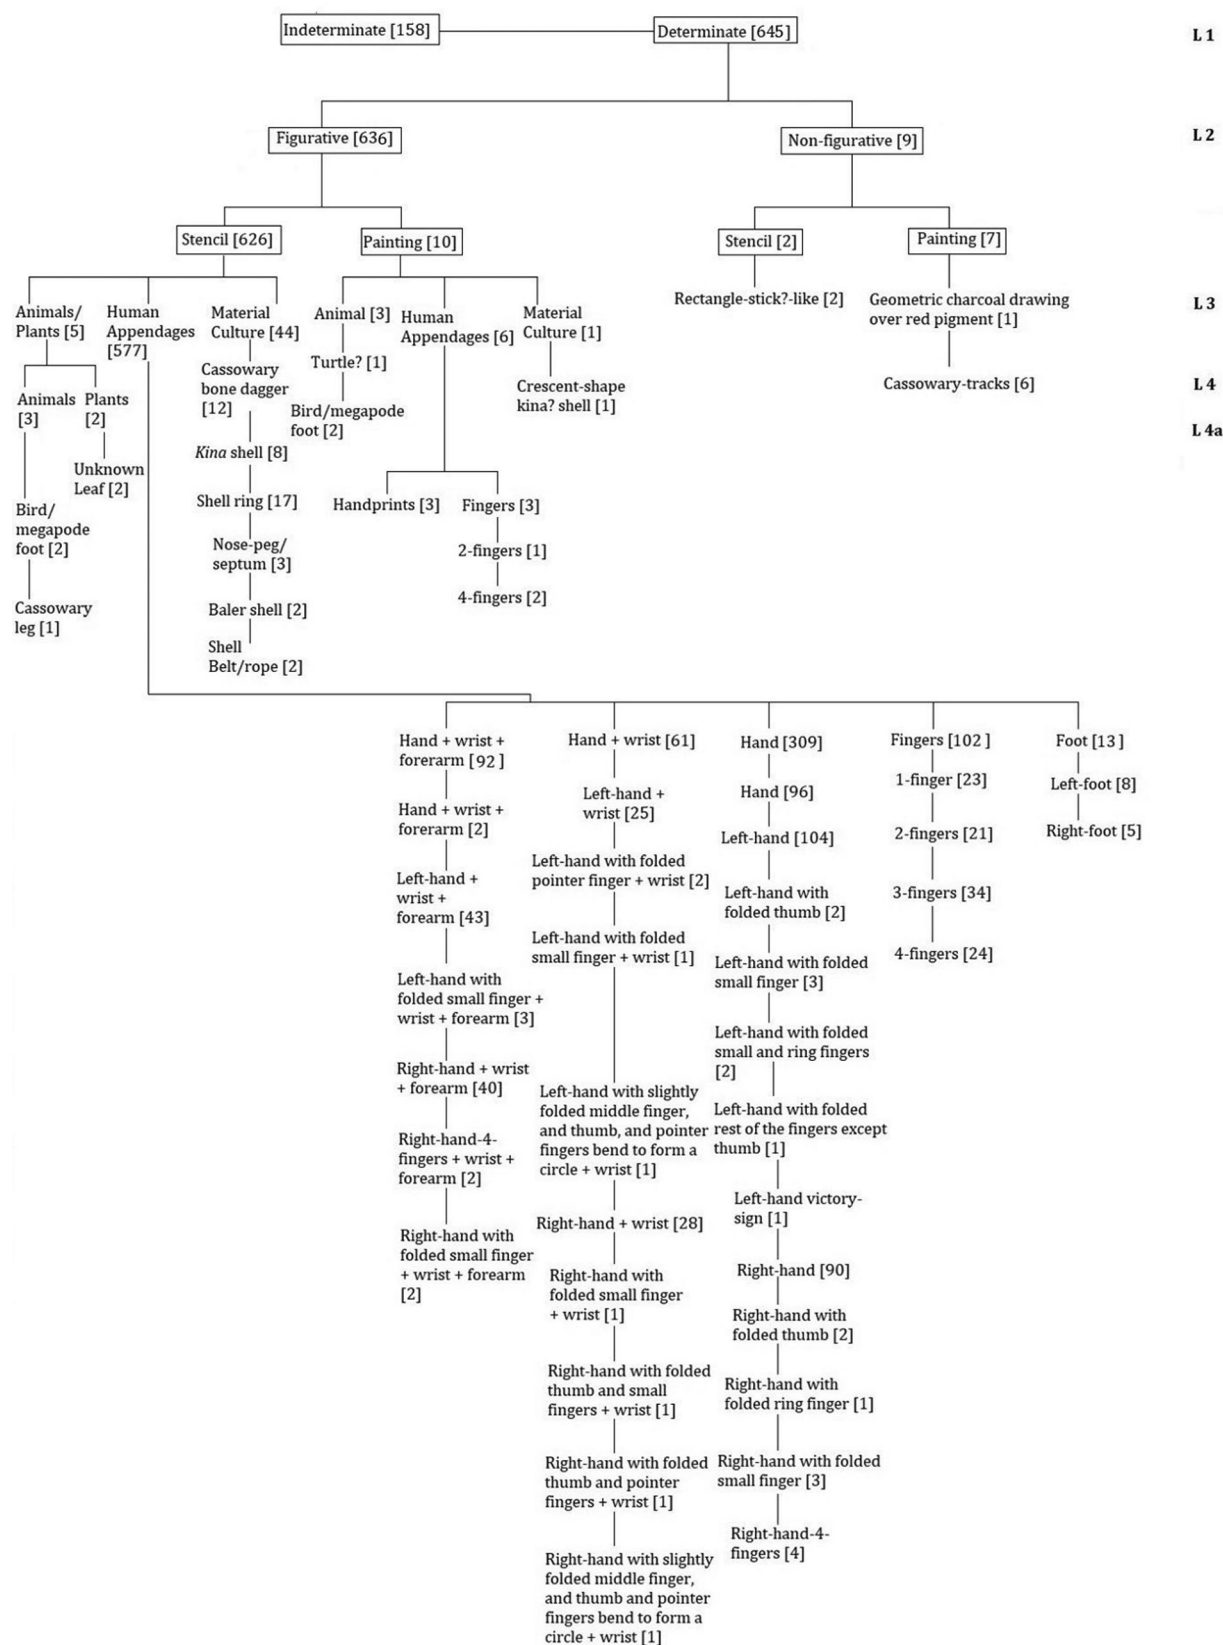 Indeterminate [158]
Determinate [645]
L 1
Figurative [636]
Non-figurative [9]
L 2
Stencil [626]
Painting [10]
Stencil [2]
Painting [7]
Animals/
Plants [5]
Human
Appendages
[577]
Material
Culture [44]
Animal [3]
Human
Appendages [6]
Material
Culture [1]
Rectangle-stick?-like [2]
Geometric charcoal drawing
over red pigment [1]
L 3
Animals
[3]
Plants
[2]
Cassowary
bone dagger
[12]
Turtle? [1]
Bird/megapode
foot [2]
Crescent-shape
kina? shell [1]
Cassowary-tracks [6]
L 4
L 4a
Unknown
Leaf [2]
Bird/
megapode
foot [2]
Cassowary
leg [1]
Kina shell [8]
Shell ring [17]
Nose-peg/
septum [3]
Baler shell [2]
Shell
Belt/rope [2]
Handprints [3]
Fingers [3]
2-fingers [1]
4-fingers [2]
Hand + wrist +
forerarm [92 ]
Hand + wrist +
forerarm [2]
Left-hand +
wrist +
forearm [43]
Left-hand with
folded small finger +
wrist + forearm [3]
Right-hand + wrist
+ forearm [40]
Right-hand-4-
fingers + wrist +
forearm [2]
Right-hand with
folded small finger
+ wrist + forearm
[2]
Hand + wrist [61]
Left-hand +
wrist [25]
Left-hand with folded
pointer finger + wrist [2]
Left-hand with folded
small finger + wrist [1]
Left-hand with slightly
folded middle finger,
and thumb, and pointer
fingers bend to form a
circle + wrist [1]
Right-hand + wrist [28]
Right-hand with
folded small finger
+ wrist [1]
Right-hand with folded
thumb and small
fingers + wrist [1]
Right-hand with folded
thumb and pointer
fingers + wrist [1]
Right-hand with slightly
folded middle finger,
and thumb and pointer
fingers bend to form a
circle + wrist [1]
Hand [309]
Hand [96]
Left-hand [104]
Left-hand with
folded thumb [2]
Left-hand with folded
small finger [3]
Left-hand with folded
small and ring fingers
[2]
Left-hand with folded
rest of the fingers except
thumb [1]
Left-hand victory-
sign [1]
Right-hand [90]
Right-hand with
folded thumb [2]
Right-hand with
folded ring finger [1]
Right-hand with folded
small finger [3]
Right-hand-4-
fingers [4]
Fingers [102 ]
1-finger [23]
2-fingers [21]
3-fingers [34]
4-fingers [24]
Foot [13 ]
Left-foot [8]
Right-foot [5]